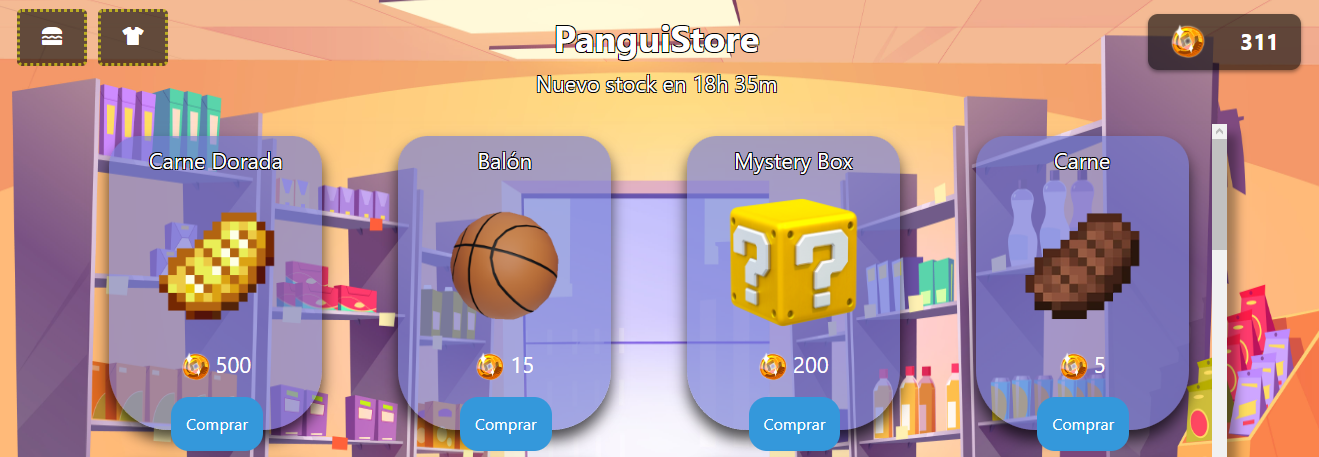 PanguiStore
311
Nuevo stock en 18h 35m
Carne Dorada
Balón
Mystery Box
Carne
500
15
200
5
Comprar
Comprar
Comprar
Comprar